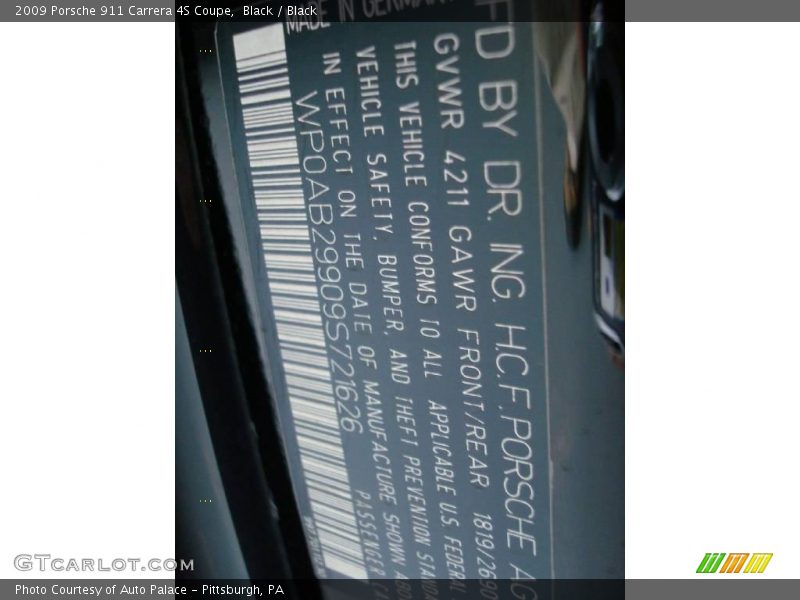 2009 Porsche 911 Carrera 4S Coupe,  Black / Black
MADE IN GERMANY
FD BY DR. ING. H.C.F. PORSCHE AG
GVWR 4211 GAWR FRONT/REAR 1819/2690
THIS VEHICLE CONFORMS TO ALL APPLICABLE U.S. FEDERAL
VEHICLE SAFETY, BUMPER, AND THEFT PREVENTION STANDA
IN EFFECT ON THE DATE OF MANUFACTURE SHOWN ABO
WP0AB29909S721626 PASSENGER
GTcarlot.com
Photo Courtesy of Auto Palace - Pittsburgh, PA